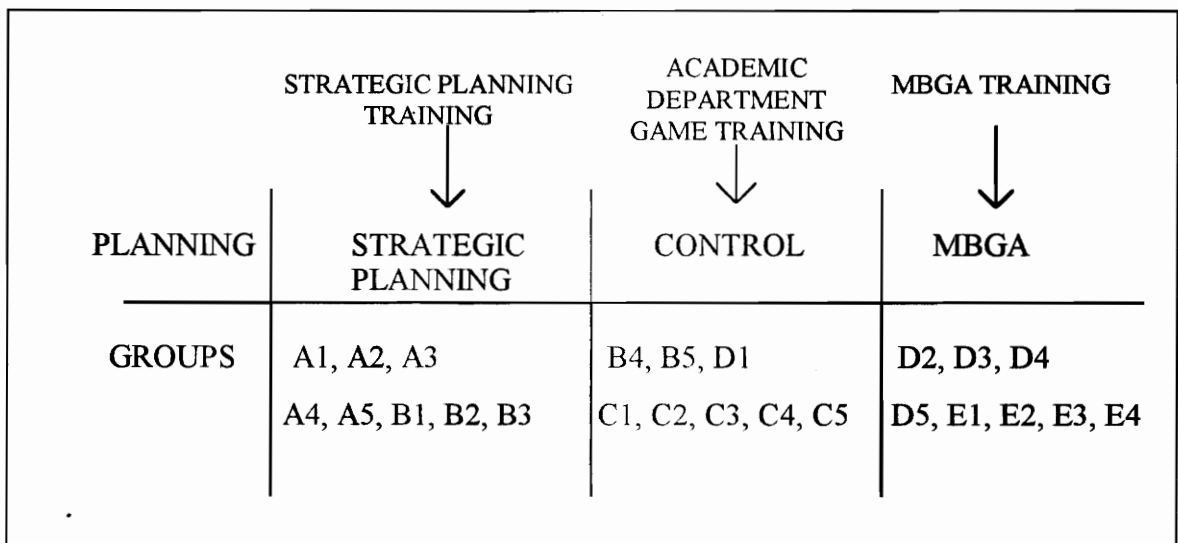 STRATEGIC PLANNING
TRAINING
ACADEMIC
DEPARTMENT
GAME TRAINING
MBGA TRAINING
PLANNING
STRATEGIC
PLANNING
CONTROL
MBGA
GROUPS
A1, A2, A3
B4, B5, D1
D2, D3, D4
A4, A5, B1, B2, B3
C1, C2, C3, C4, C5
D5, E1, E2, E3, E4